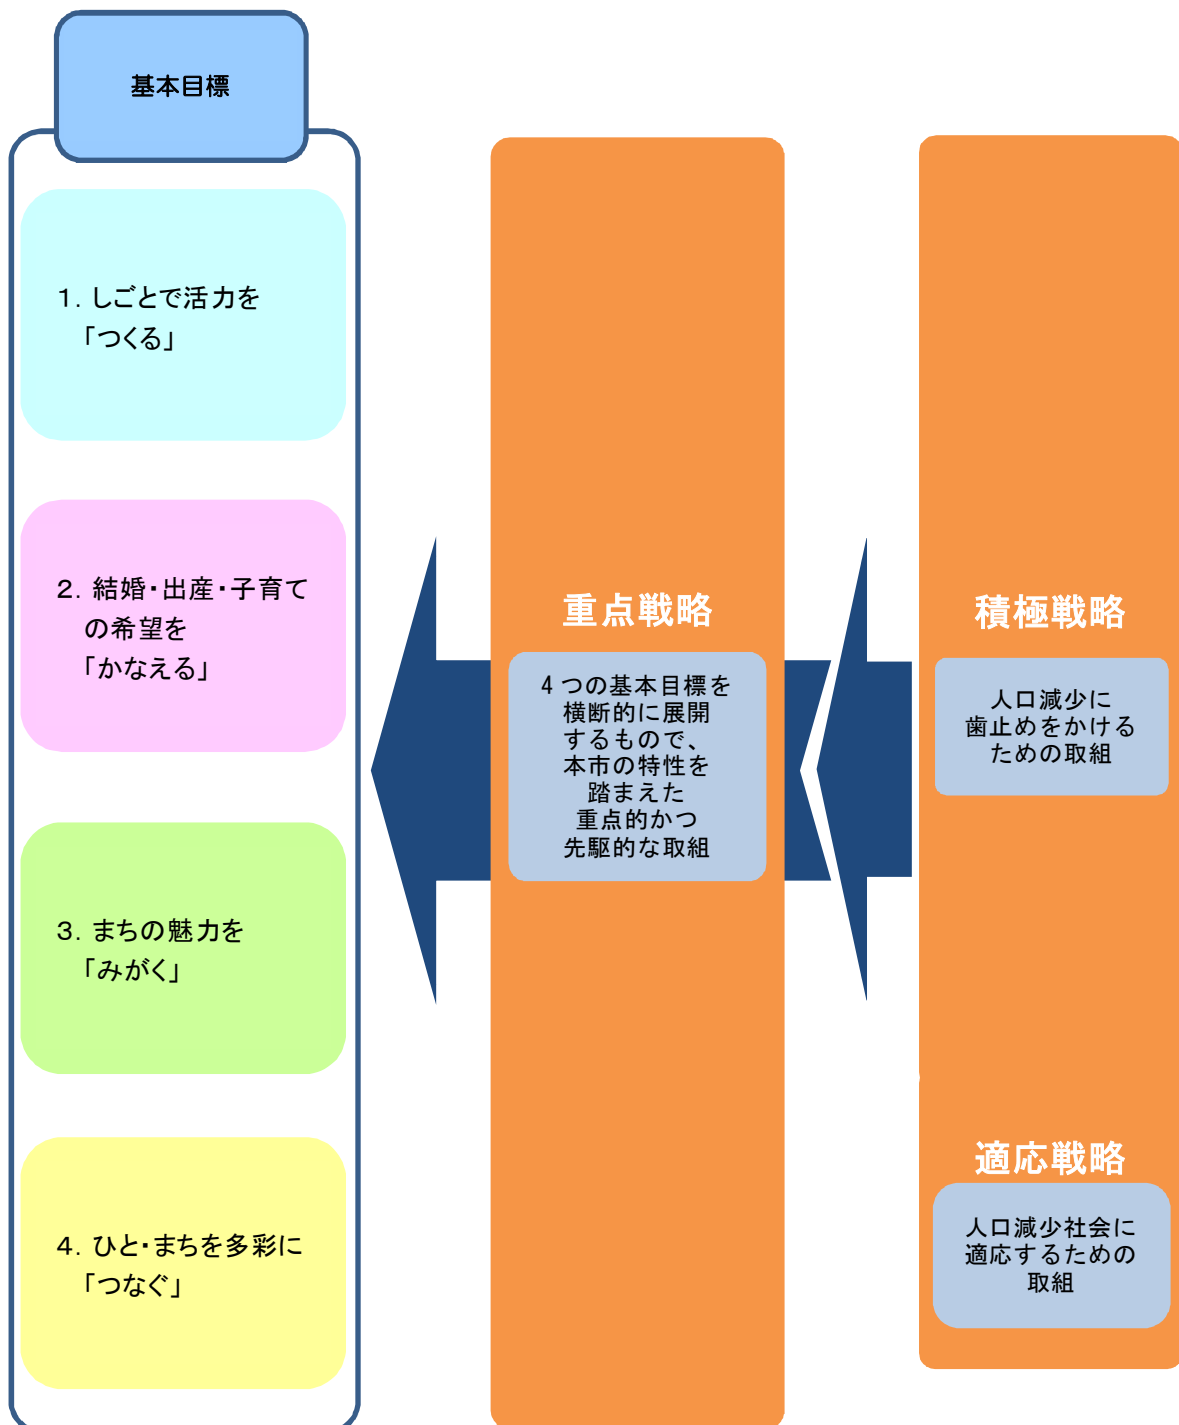 基本目標
1. しごとで活力を
「つくる」
2. 結婚・出産・子育て
の希望を
「かなえる」
3. まちの魅力を
「みがく」
4. ひと・まちを多彩に
「つなぐ」
重点戦略
4つの基本目標を
横断的に展開
するもので、
本市の特性を
踏まえた
重点的かつ
先駆的な取組
積極戦略
人口減少に
歯止めをかける
ための取組
適応戦略
人口減少社会に
適応するための
取組